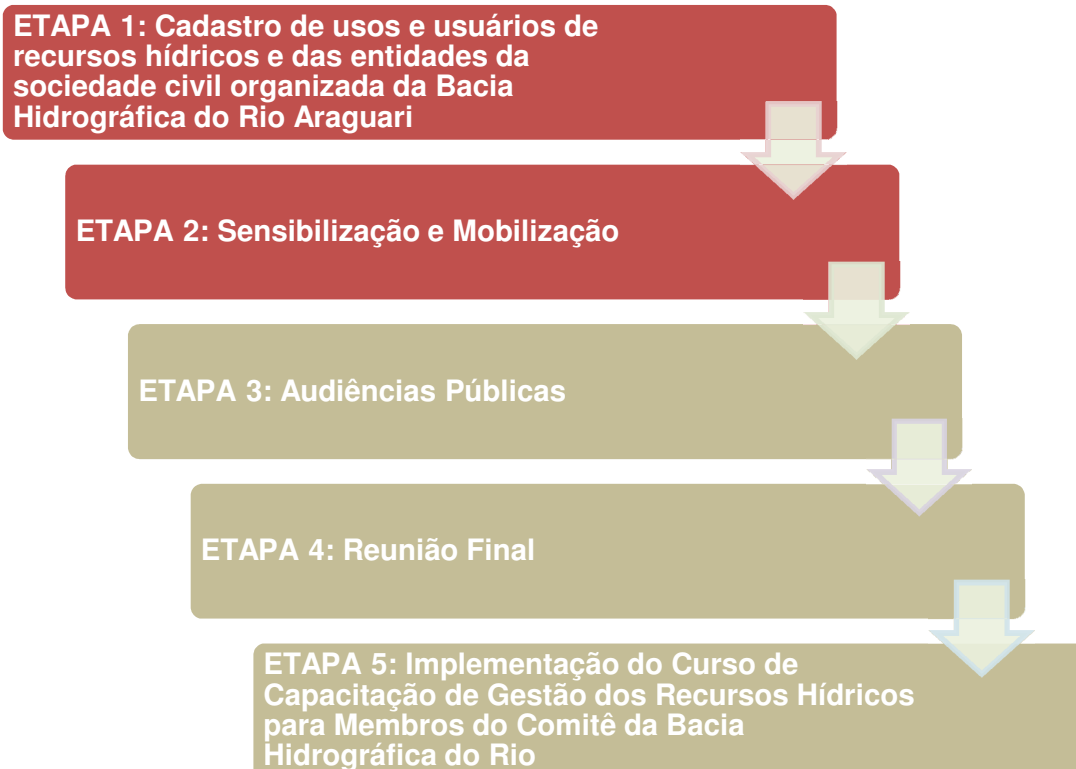 ETAPA 1: Cadastro de usos e usuários de
recursos hídricos e das entidades da
sociedade civil organizada da Bacia
Hidrográfica do Rio Araguari
ETAPA 2: Sensibilização e Mobilização
ETAPA 3: Audiências Públicas
ETAPA 4: Reunião Final
ETAPA 5: Implementação do Curso de
Capacitação de Gestão dos Recursos Hídricos
para Membros do Comitê da Bacia
Hidrográfica do Rio